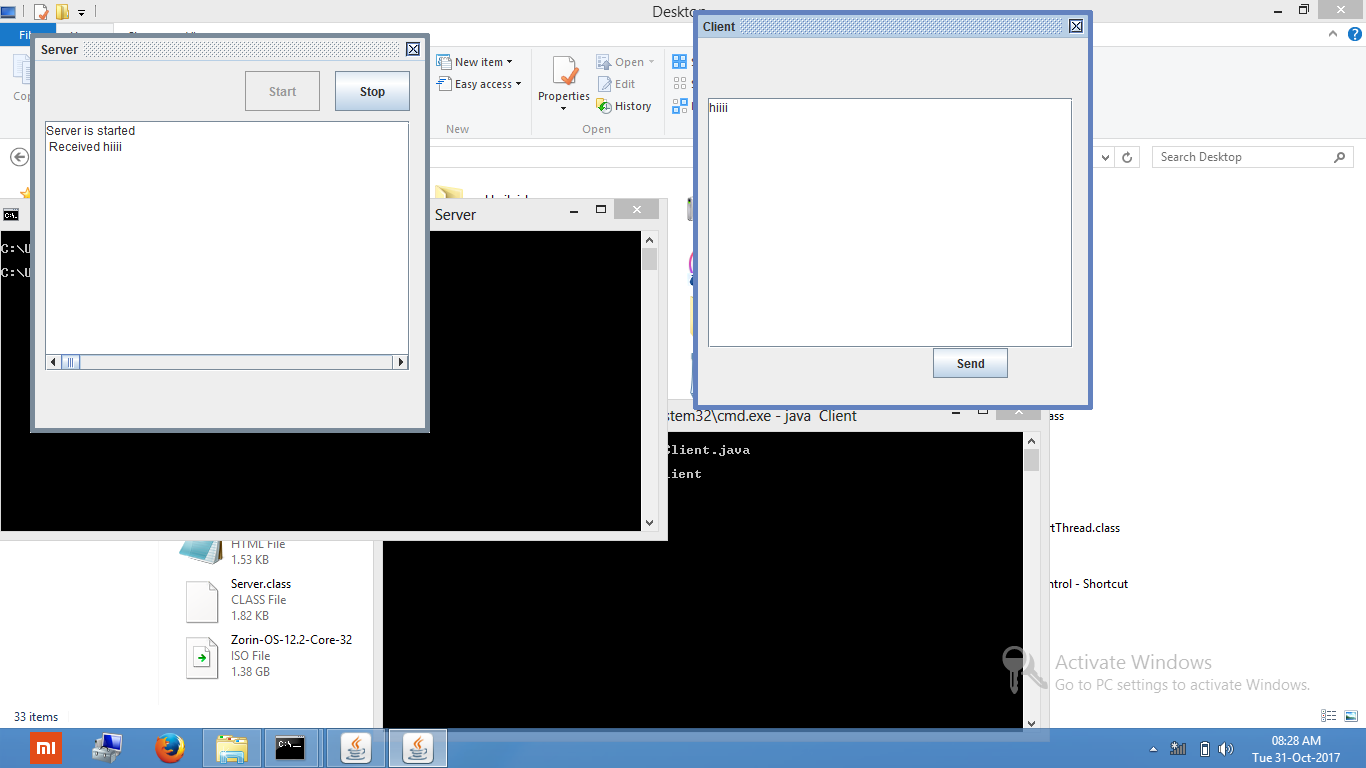 Desktop
Server
Start
Stop
Server is started
Received hiiii
Client
hiiii
Send
New item
Easy access
New
Properties
Open
Edit
History
Open
Search Desktop
Server
C:\U
C:\U
stem32\cmd.exe - java Client
Client.java
lient
HTML File
1.53 KB
Server.class
CLASS File
1.82 KB
Zorin-OS-12.2-Core-32
ISO File
1.38 GB
ass
rtThread.class
ntrol - Shortcut
Activate Windows
Go to PC settings to activate Windows.
33 items
mi
08:28 AM
Tue 31-Oct-2017